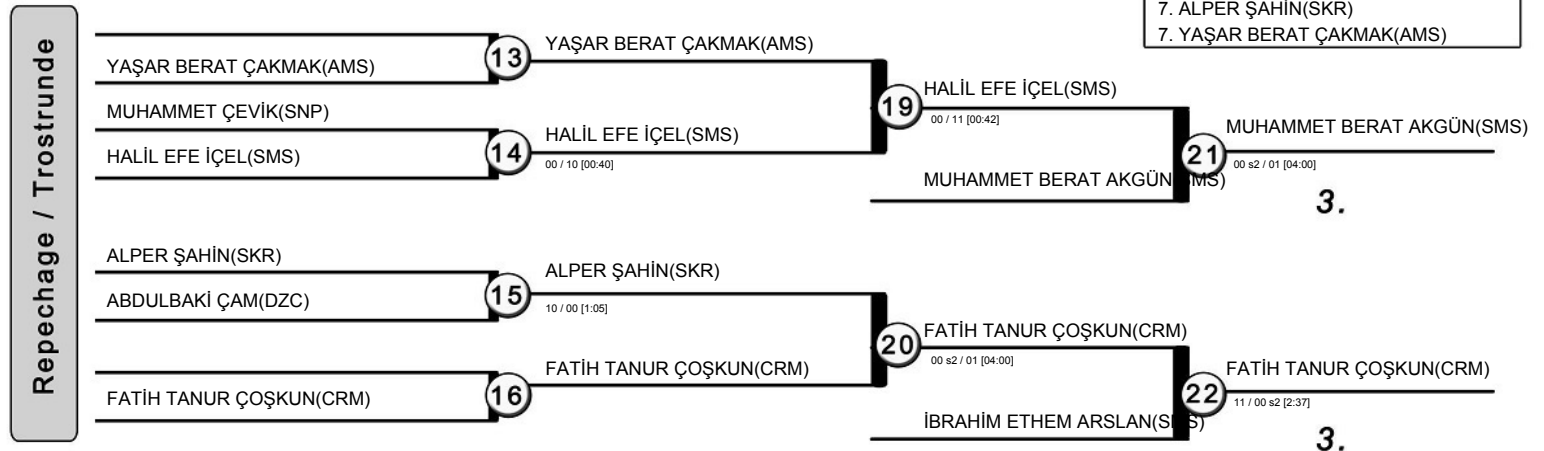 7. ALPER ŞAHİN(SKR)
7. YAŞAR BERAT ÇAKMAK(AMS)
Repechage / Trostrunde
YAŞAR BERAT ÇAKMAK(AMS)
13
YAŞAR BERAT ÇAKMAK(AMS)
MUHAMMET ÇEVİK(SNP)
HALİL EFE İÇEL(SMS)
14
HALİL EFE İÇEL(SMS)
00 / 10 [00:40]
19
HALİL EFE İÇEL(SMS)
00 / 11 [00:42]
MUHAMMET BERAT AKGÜN(SMS)
21
MUHAMMET BERAT AKGÜN(SMS)
00 s2 / 01 [04:00]
3.
ALPER ŞAHİN(SKR)
ABDULBAKİ ÇAM(DZC)
15
ALPER ŞAHİN(SKR)
10 / 00 [1:05]
FATİH TANUR ÇOŞKUN(CRM)
16
FATİH TANUR ÇOŞKUN(CRM)
20
FATİH TANUR ÇOŞKUN(CRM)
00 s2 / 01 [04:00]
İBRAHİM ETHEM ARSLAN(SMS)
22
FATİH TANUR ÇOŞKUN(CRM)
11 / 00 s2 [2:37]
3.